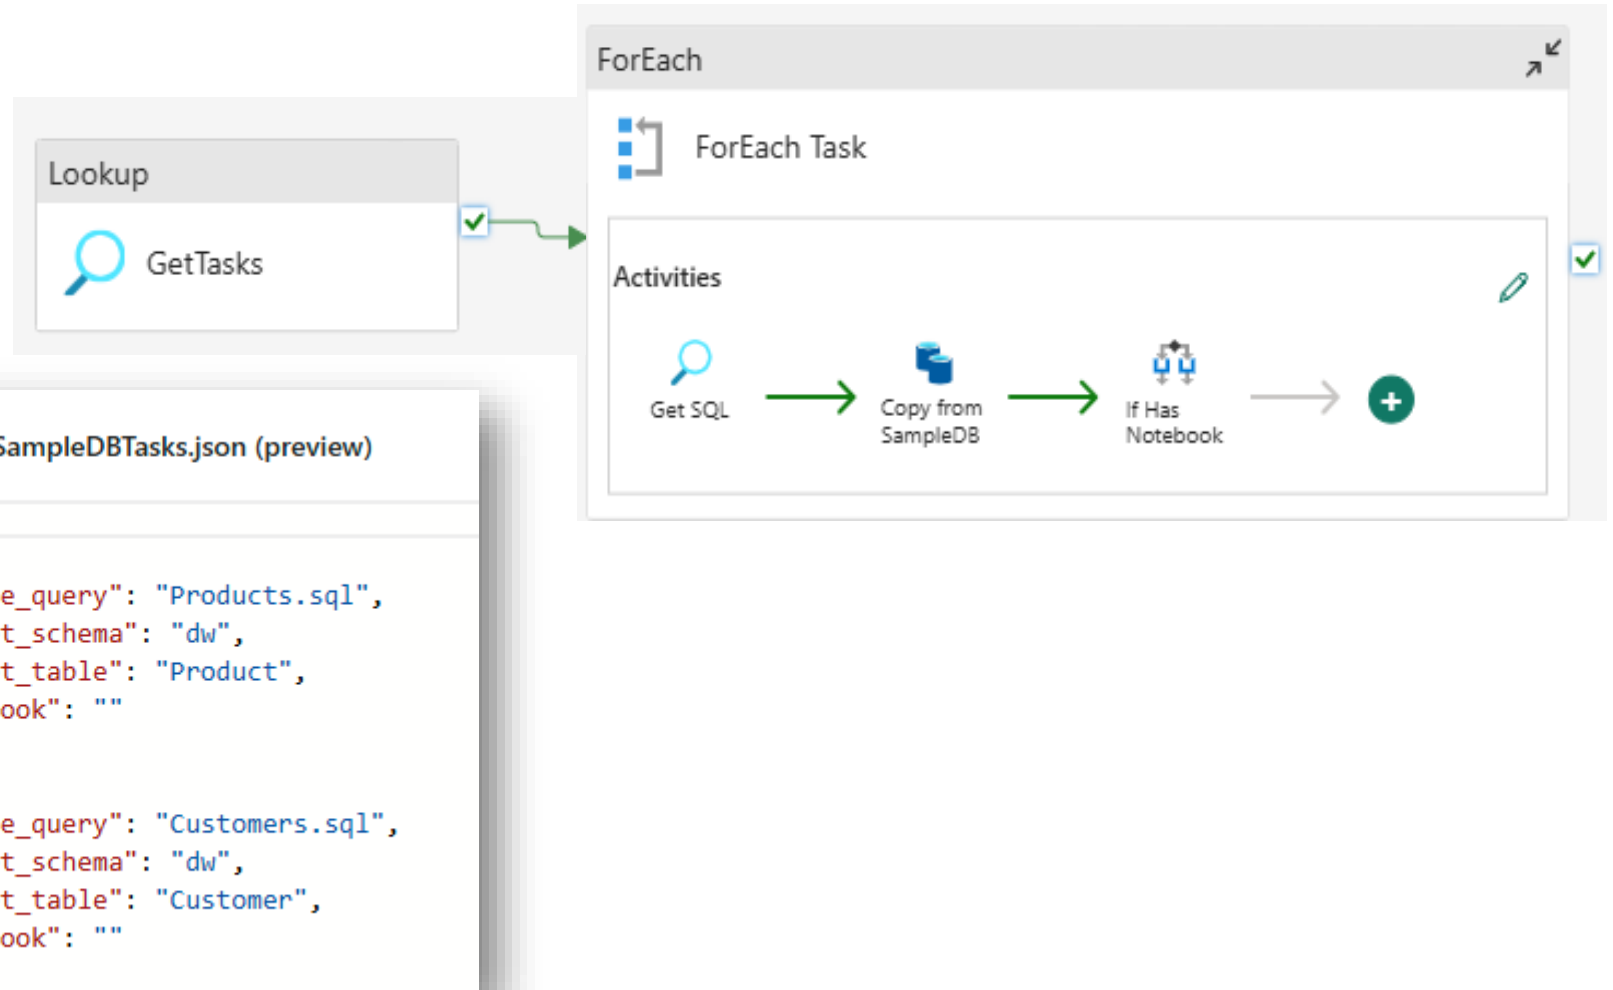 ForEach
ForEach Task
Lookup
GetTasks
Activities
Get SQL
Copy from
SampleDB
If Has
Notebook
SampleDBTasks.json (preview)
e_query": "Products.sql",
t_schema": "dw",
t_table": "Product",
ook": ""
e_query": "Customers.sql",
t_schema": "dw",
t_table": "Customer",
ook": ""